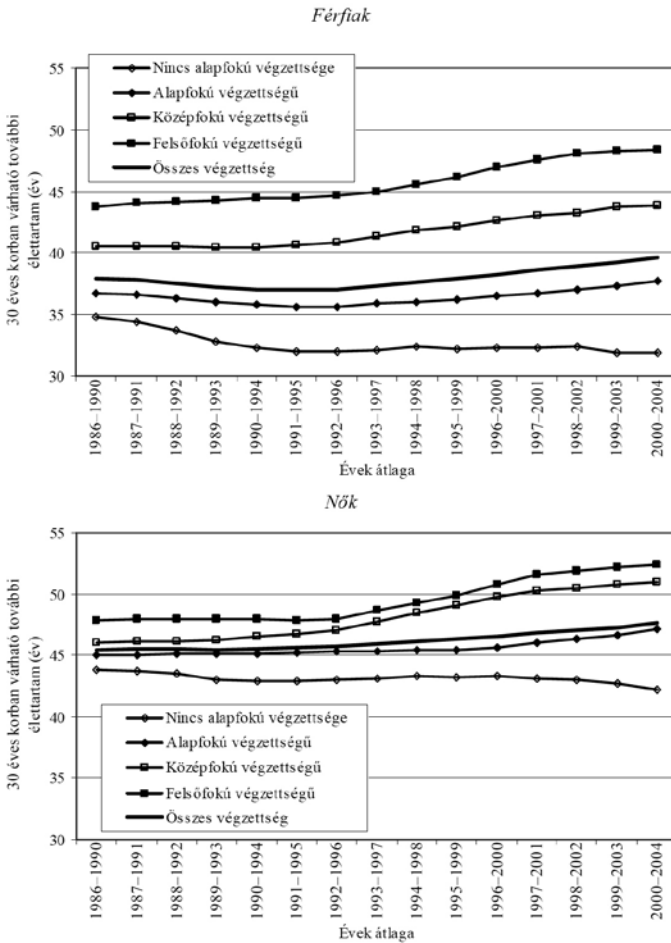 Férfiak
55
50
45
40
35
30
30 éves korban várható további
élettartam (év)
Nincs alapfokú végzettsége
Alapfokú végzettségű
Középfokú végzettségű
Felsőfokú végzettségű
Összes végzettség
1986–1990
1987–1991
1988–1992
1989–1993
1990–1994
1991–1995
1992–1996
1993–1997
1994–1998
1995–1999
1996–2000
1997–2001
1998–2002
1999–2003
2000–2004
Évek átlaga
Nők
55
50
45
40
35
30
30 éves korban várható további
élettartam (év)
Nincs alapfokú végzettsége
Alapfokú végzettségű
Középfokú végzettségű
Felsőfokú végzettségű
Összes végzettség
1986–1990
1987–1991
1988–1992
1989–1993
1990–1994
1991–1995
1992–1996
1993–1997
1994–1998
1995–1999
1996–2000
1997–2001
1998–2002
1999–2003
2000–2004
Évek átlaga